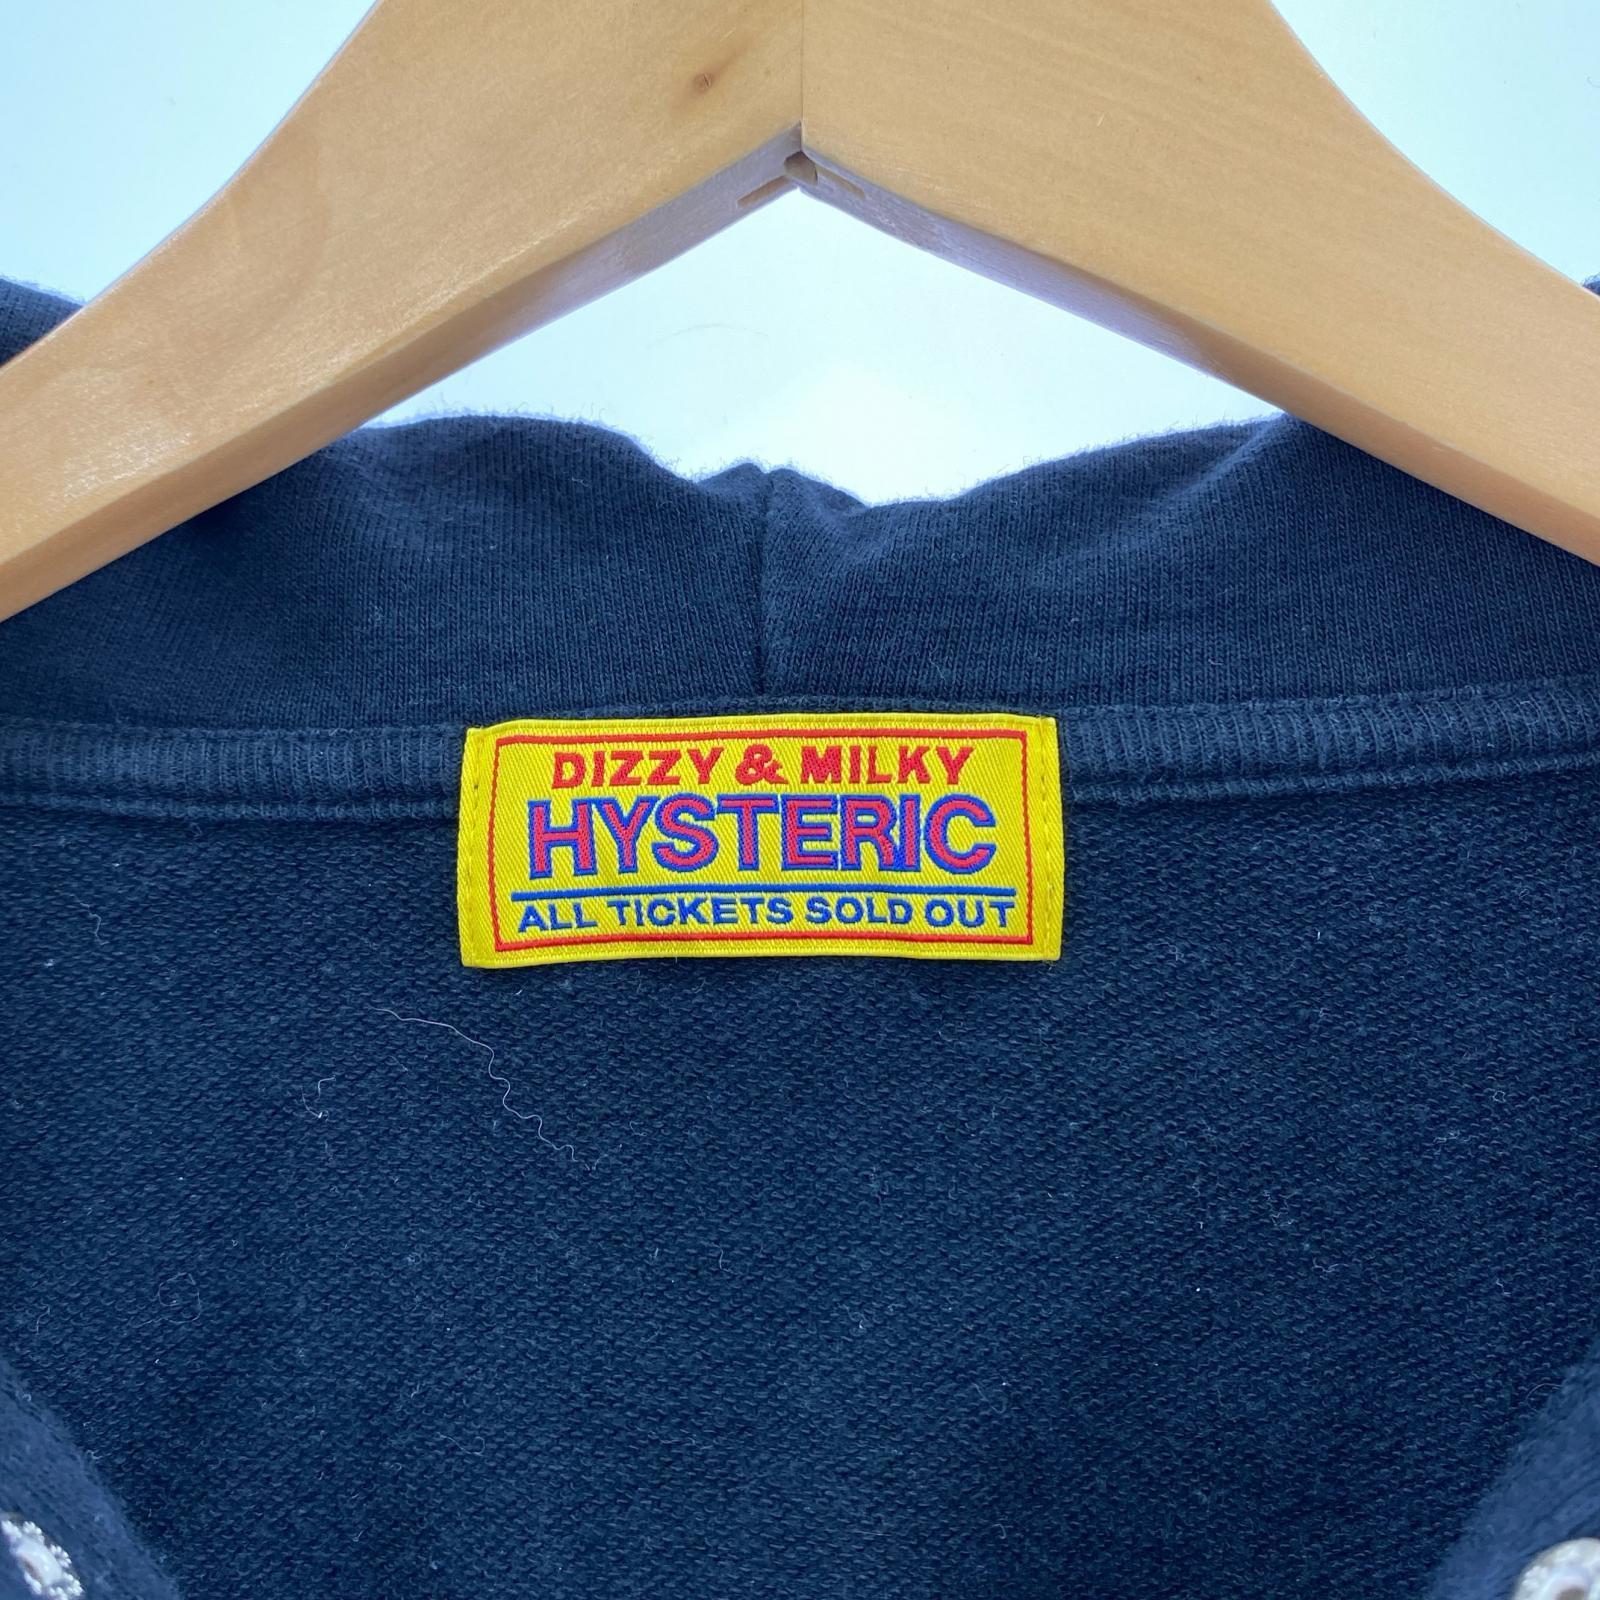 DIZZY & MILKY
HYSTERIC
ALL TICKETS SOLD OUT